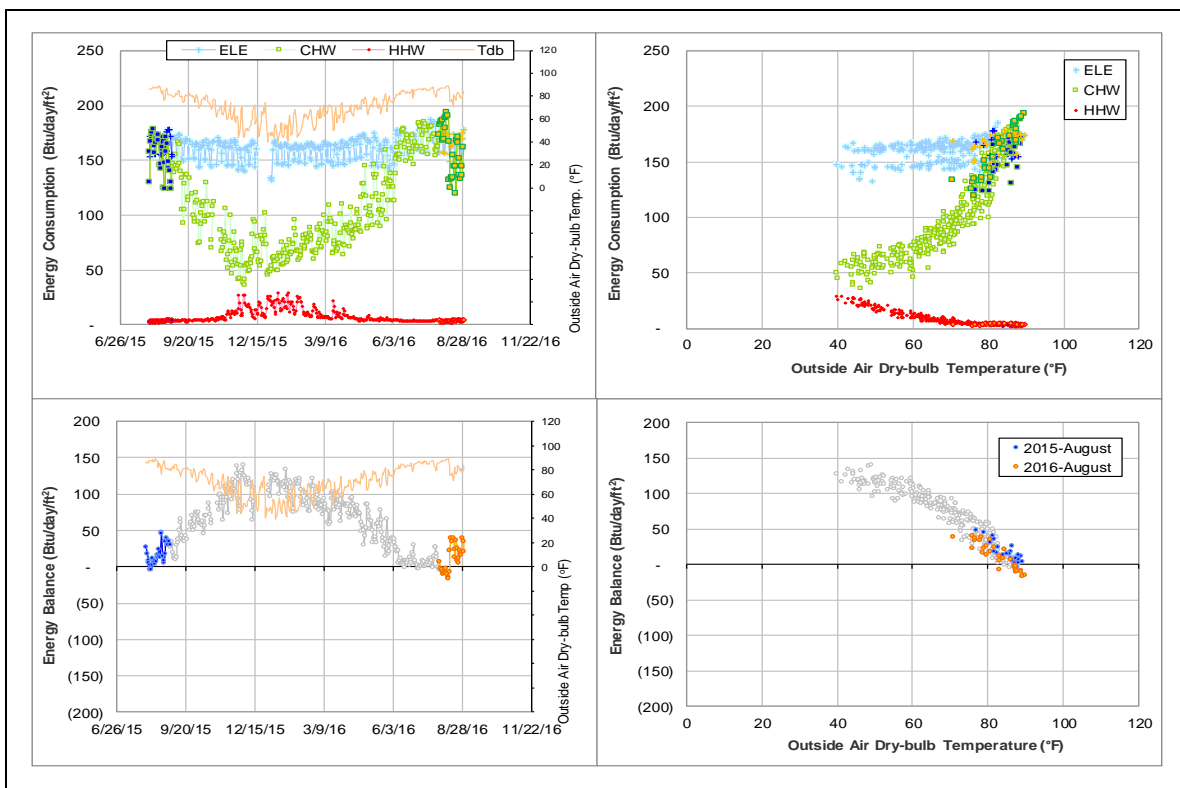 ELE CHW HHW Tdb
250
200
150
100
50
-
120
100
80
60
40
20
0
Energy Consumption (Btu/day/ft²)
Outside Air Dry-bulb Temp. (°F)
6/26/15 9/20/15 12/15/15 3/9/16 6/3/16 8/28/16 11/22/16
ELE
CHW
HHW
250
200
150
100
50
-
Energy Consumption (Btu/day/ft²)
0 20 40 60 80 100 120
Outside Air Dry-bulb Temperature (°F)
200
150
100
50
-
(50)
(100)
(150)
(200)
120
100
80
60
40
20
0
Energy Balance (Btu/day/ft²)
Outside Air Dry-bulb Temp (°F)
6/26/15 9/20/15 12/15/15 3/9/16 6/3/16 8/28/16 11/22/16
2015-August
2016-August
200
150
100
50
-
(50)
(100)
(150)
(200)
Energy Balance (Btu/day/ft²)
0 20 40 60 80 100 120
Outside Air Dry-bulb Temperature (°F)